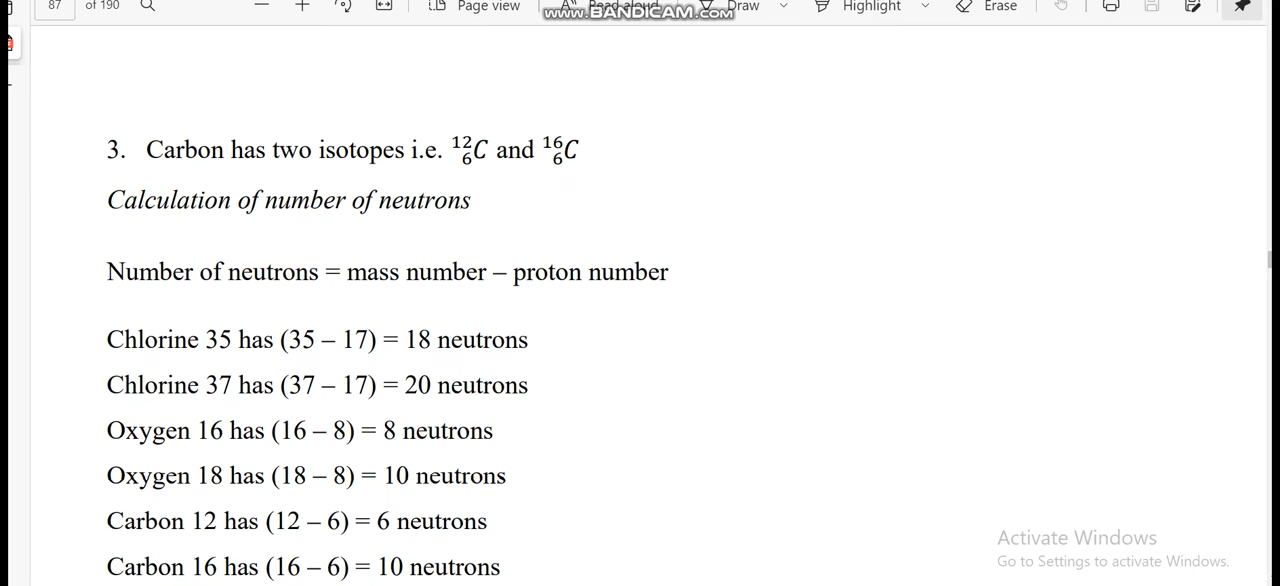 87 of 190 Page view Read aloud Draw Highlight Erase
www.BANDICAM.com
3. Carbon has two isotopes i.e. ¹²₆C and ¹⁶₆C
Calculation of number of neutrons
Number of neutrons = mass number – proton number
Chlorine 35 has (35 – 17) = 18 neutrons
Chlorine 37 has (37 – 17) = 20 neutrons
Oxygen 16 has (16 – 8) = 8 neutrons
Oxygen 18 has (18 – 8) = 10 neutrons
Carbon 12 has (12 – 6) = 6 neutrons
Carbon 16 has (16 – 6) = 10 neutrons
Activate Windows
Go to Settings to activate Windows.